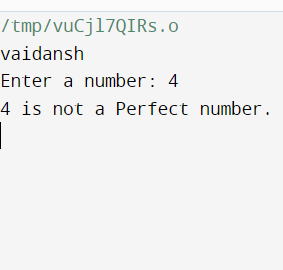 /tmp/vuCjl7QIRs.o
vaidansh
Enter a number: 4
4 is not a Perfect number.